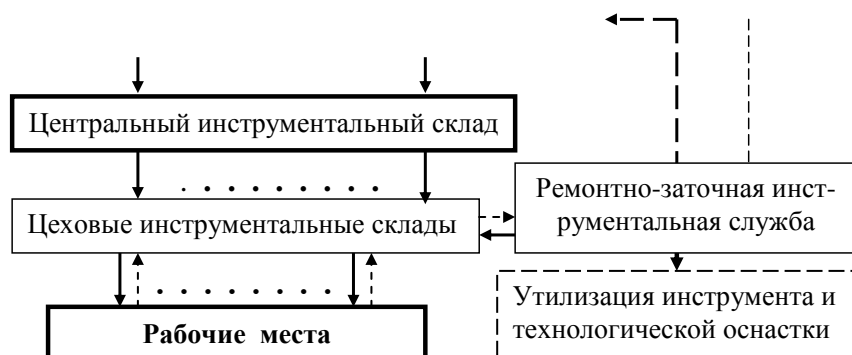 Центральный инструментальный склад
Цеховые инструментальные склады
Ремонтно-заточная инст-
рументальная служба
Утилизация инструмента и
технологической оснастки
Рабочие места